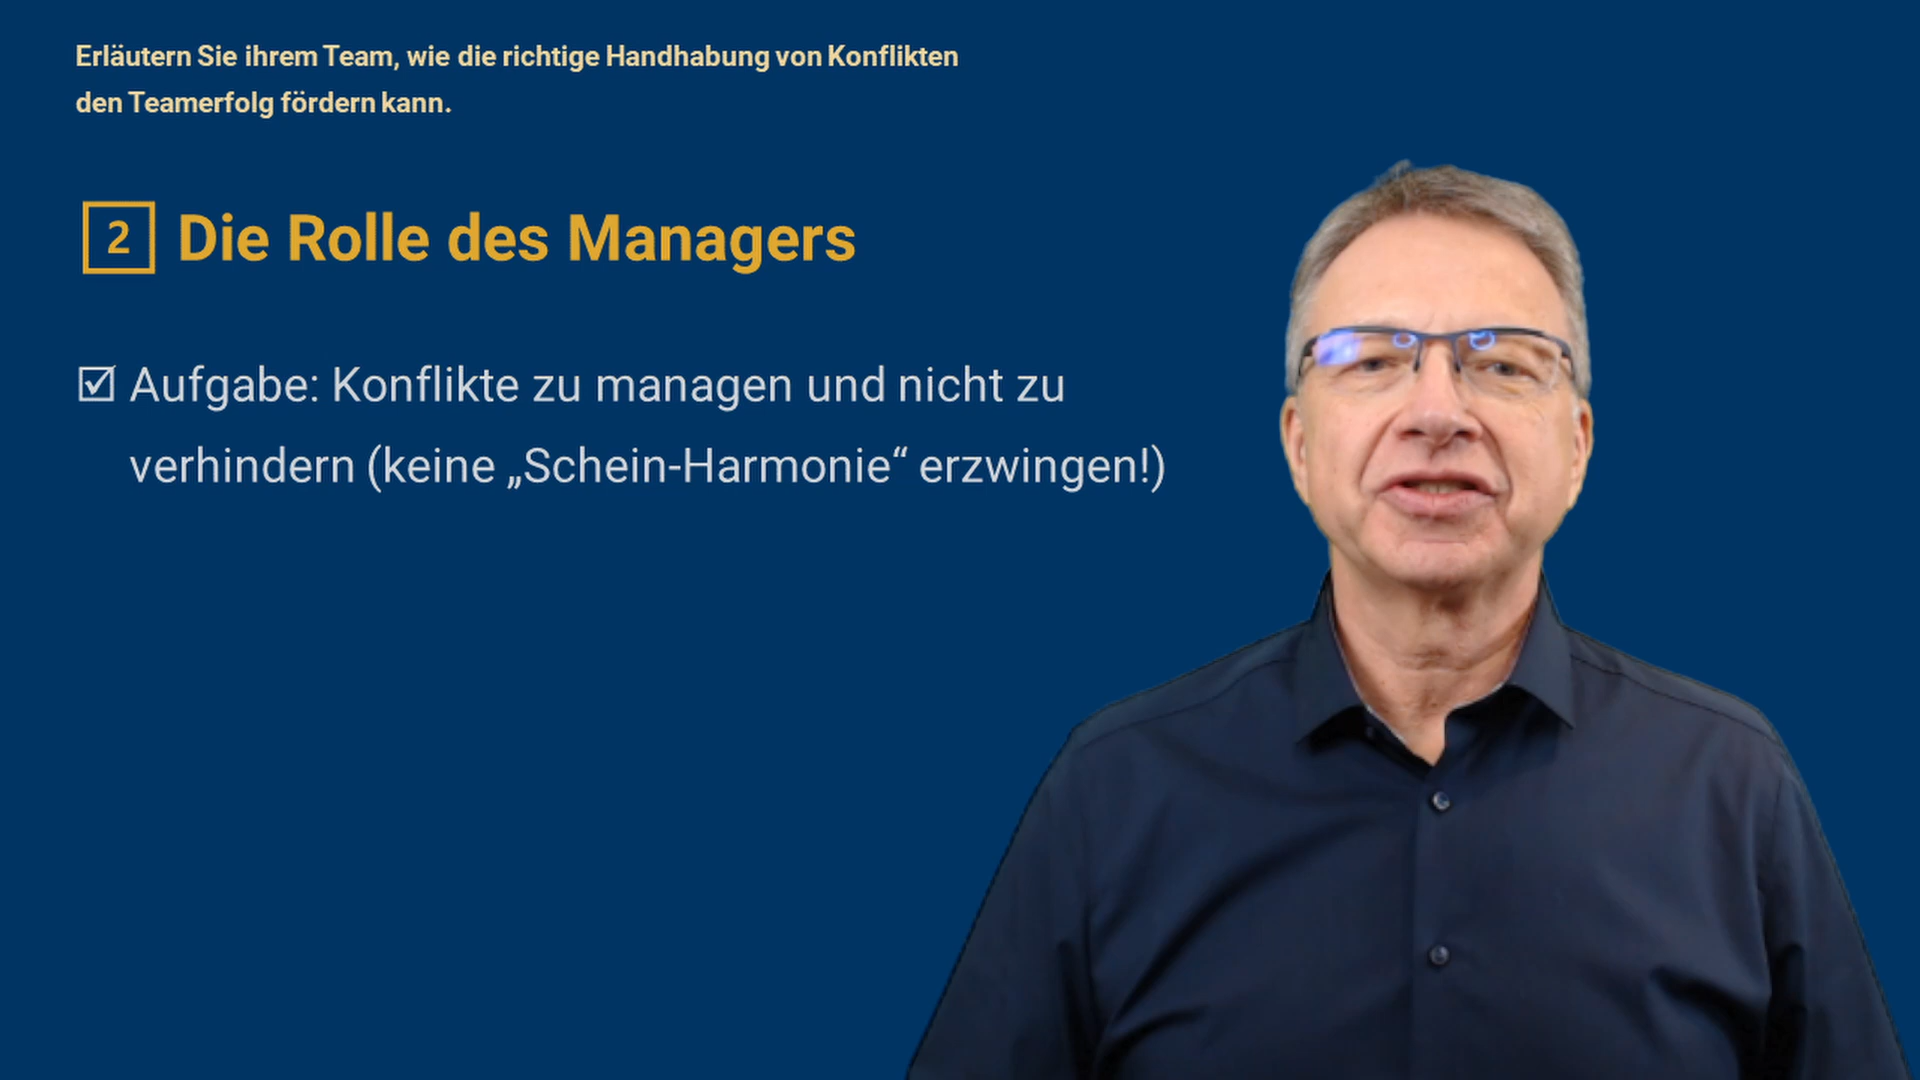 Erläutern Sie ihrem Team, wie die richtige Handhabung von Konflikten
den Teamerfolg fördern kann.
2 Die Rolle des Managers
☑ Aufgabe: Konflikte zu managen und nicht zu
verhindern (keine „Schein-Harmonie“ erzwingen!)